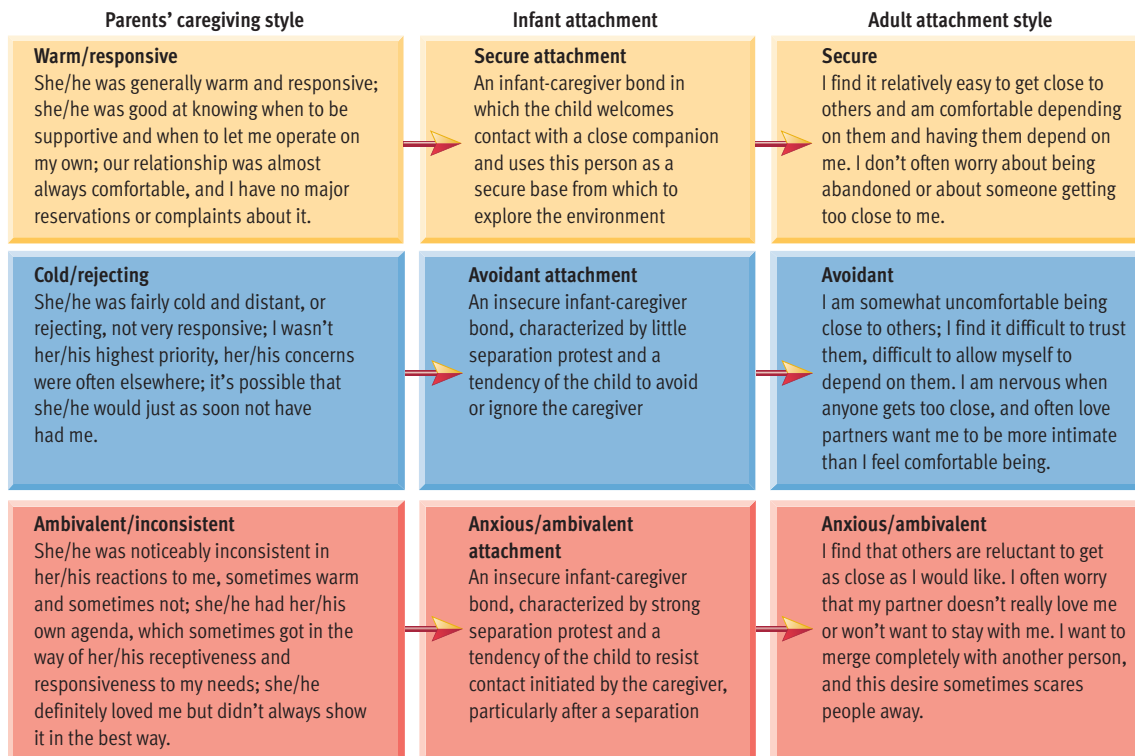 Parents’ caregiving style
Infant attachment
Adult attachment style
Warm/responsive
She/he was generally warm and responsive;
she/he was good at knowing when to be
supportive and when to let me operate on
my own; our relationship was almost
always comfortable, and I have no major
reservations or complaints about it.
Secure attachment
An infant-caregiver bond in
which the child welcomes
contact with a close companion
and uses this person as a
secure base from which to
explore the environment
Secure
I find it relatively easy to get close to
others and am comfortable depending
on them and having them depend on
me. I don’t often worry about being
abandoned or about someone getting
too close to me.
Cold/rejecting
She/he was fairly cold and distant, or
rejecting, not very responsive; I wasn’t
her/his highest priority, her/his concerns
were often elsewhere; it’s possible that
she/he would just as soon not have
had me.
Avoidant attachment
An insecure infant-caregiver
bond, characterized by little
separation protest and a
tendency of the child to avoid
or ignore the caregiver
Avoidant
I am somewhat uncomfortable being
close to others; I find it difficult to trust
them, difficult to allow myself to
depend on them. I am nervous when
anyone gets too close, and often love
partners want me to be more intimate
than I feel comfortable being.
Ambivalent/inconsistent
She/he was noticeably inconsistent in
her/his reactions to me, sometimes warm
and sometimes not; she/he had her/his
own agenda, which sometimes got in the
way of her/his receptiveness and
responsiveness to my needs; she/he
definitely loved me but didn’t always show
it in the best way.
Anxious/ambivalent
attachment
An insecure infant-caregiver
bond, characterized by strong
separation protest and a
tendency of the child to resist
contact initiated by the caregiver,
particularly after a separation
Anxious/ambivalent
I find that others are reluctant to get
as close as I would like. I often worry
that my partner doesn’t really love me
or won’t want to stay with me. I want to
merge completely with another person,
and this desire sometimes scares
people away.